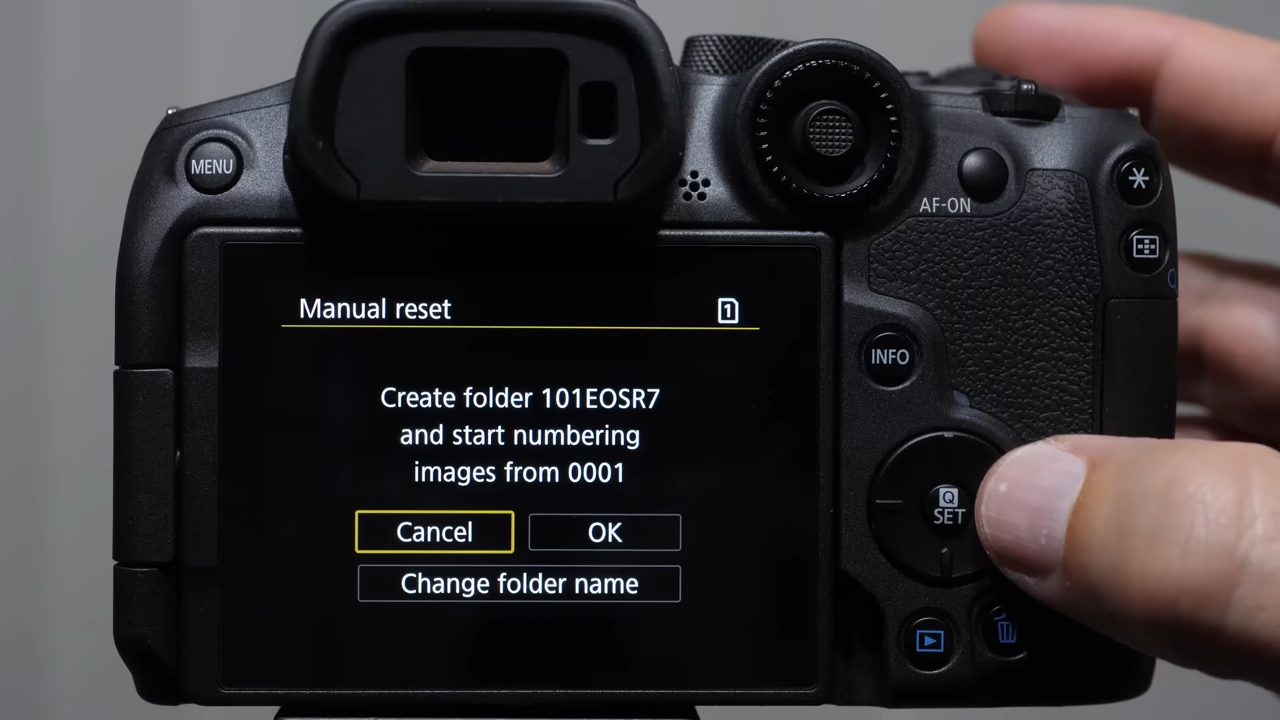 MENU
AF-ON
Manual reset
1
INFO
Create folder 101EOSR7
and start numbering
images from 0001
Q
SET
Cancel
OK
Change folder name